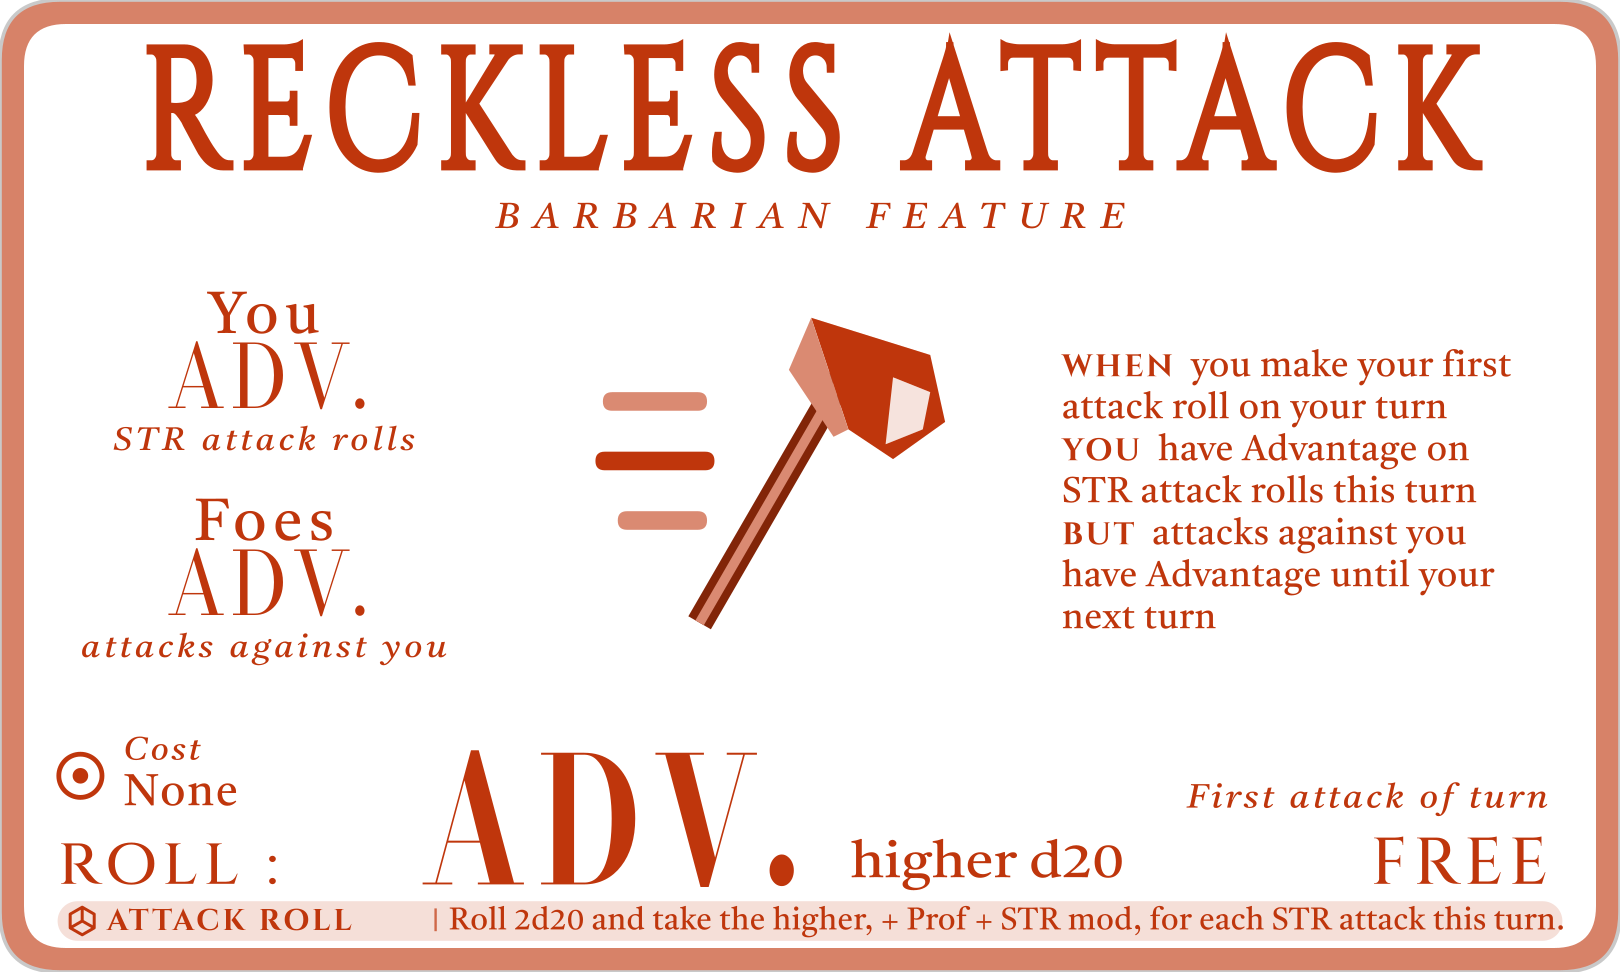 RECKLESS ATTACK
BARBARIAN FEATURE
You
ADV.
STR attack rolls
Foes
ADV.
attacks against you
WHEN you make your first
attack roll on your turn
YOU have Advantage on
STR attack rolls this turn
BUT attacks against you
have Advantage until your
next turn
Cost
None
ROLL :
ADV. higher d20
First attack of turn
FREE
ATTACK ROLL | Roll 2d20 and take the higher, + Prof + STR mod, for each STR attack this turn.